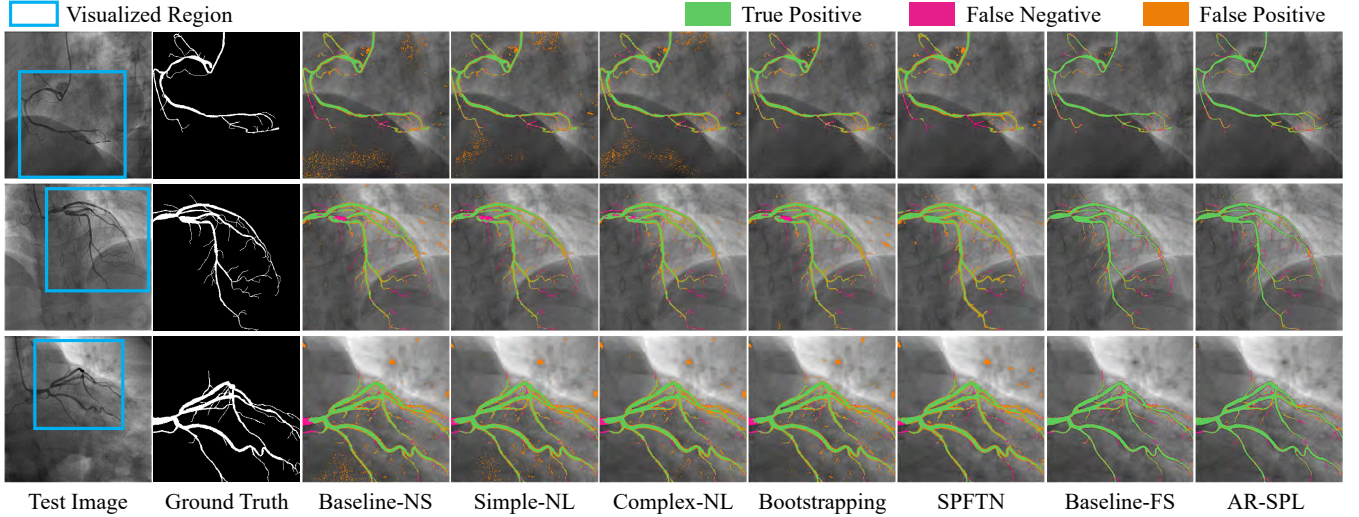 Visualized Region
True Positive
False Negative
False Positive
Test Image
Ground Truth
Baseline-NS
Simple-NL
Complex-NL
Bootstrapping
SPFTN
Baseline-FS
AR-SPL